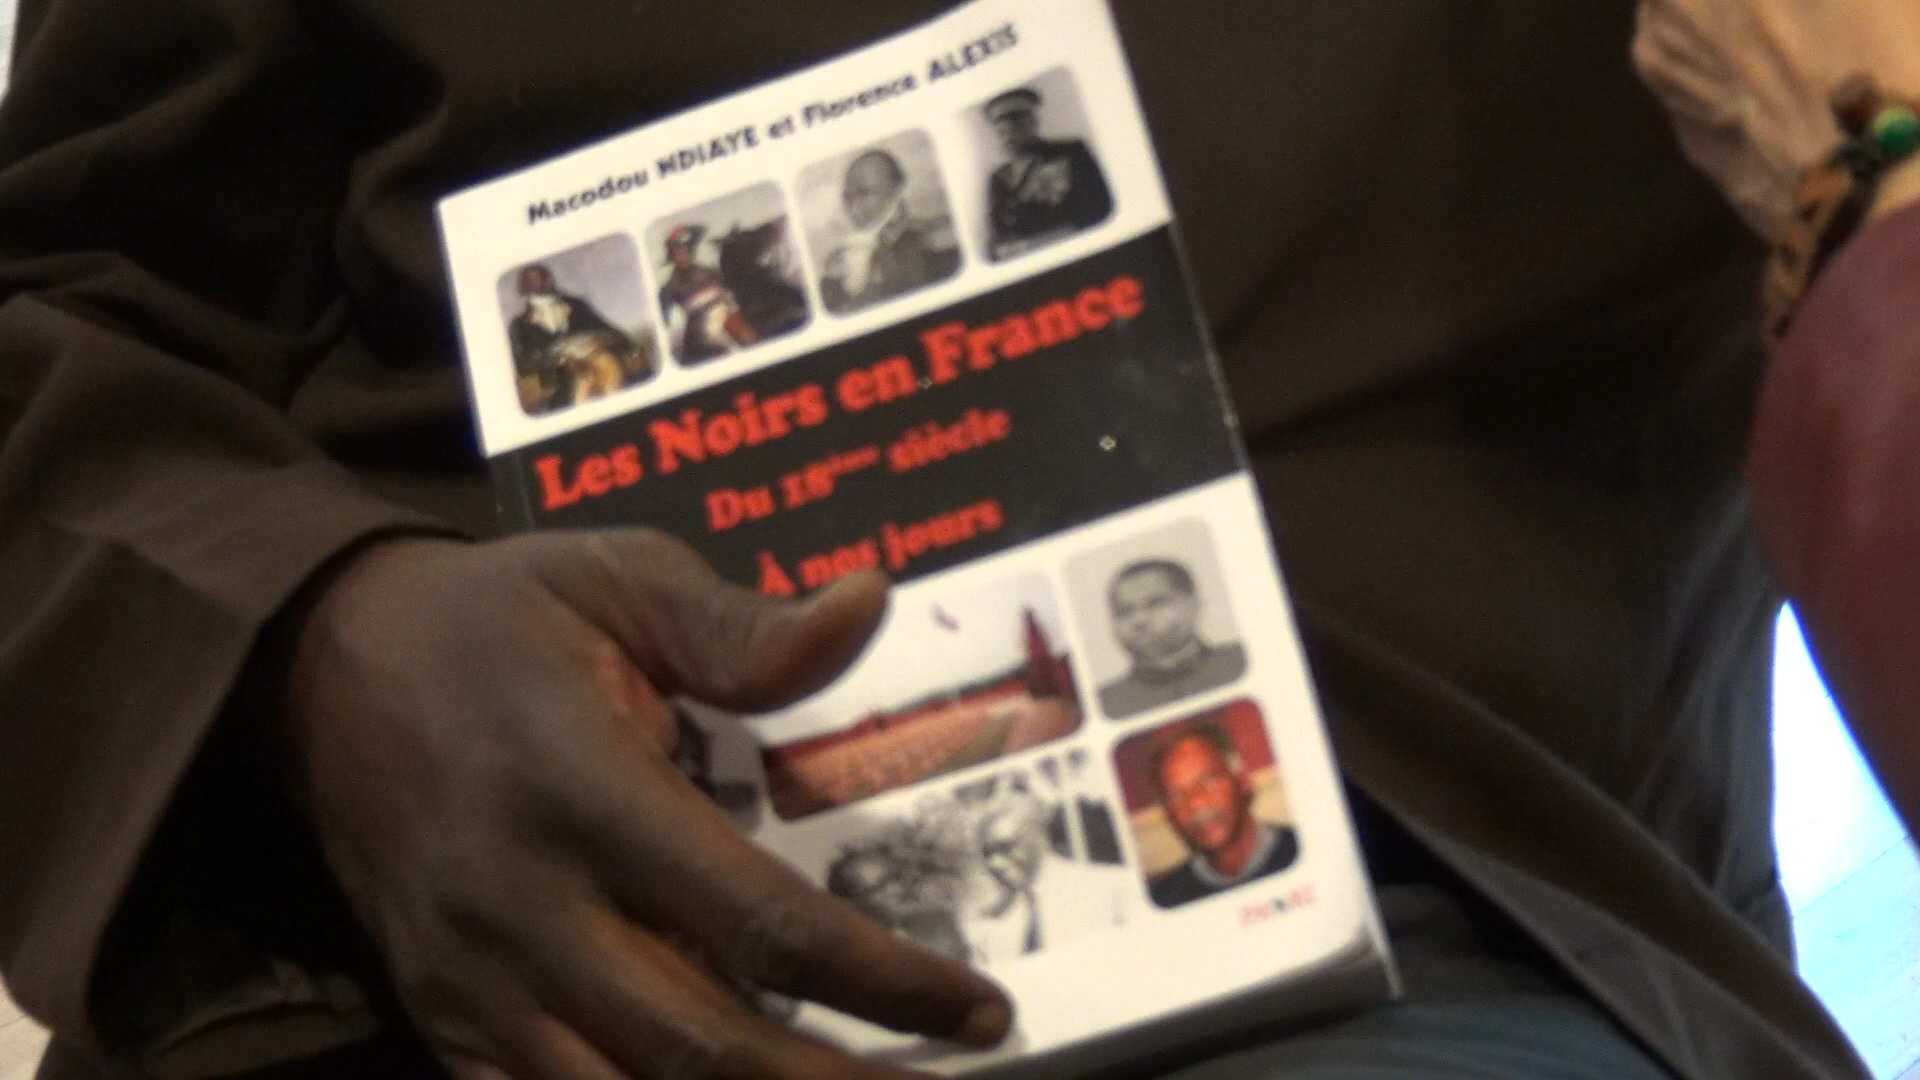 Macodou NDIAYE et Florence ALEXIS
Les Noirs en France
Du 18ème siècle
À nos jours